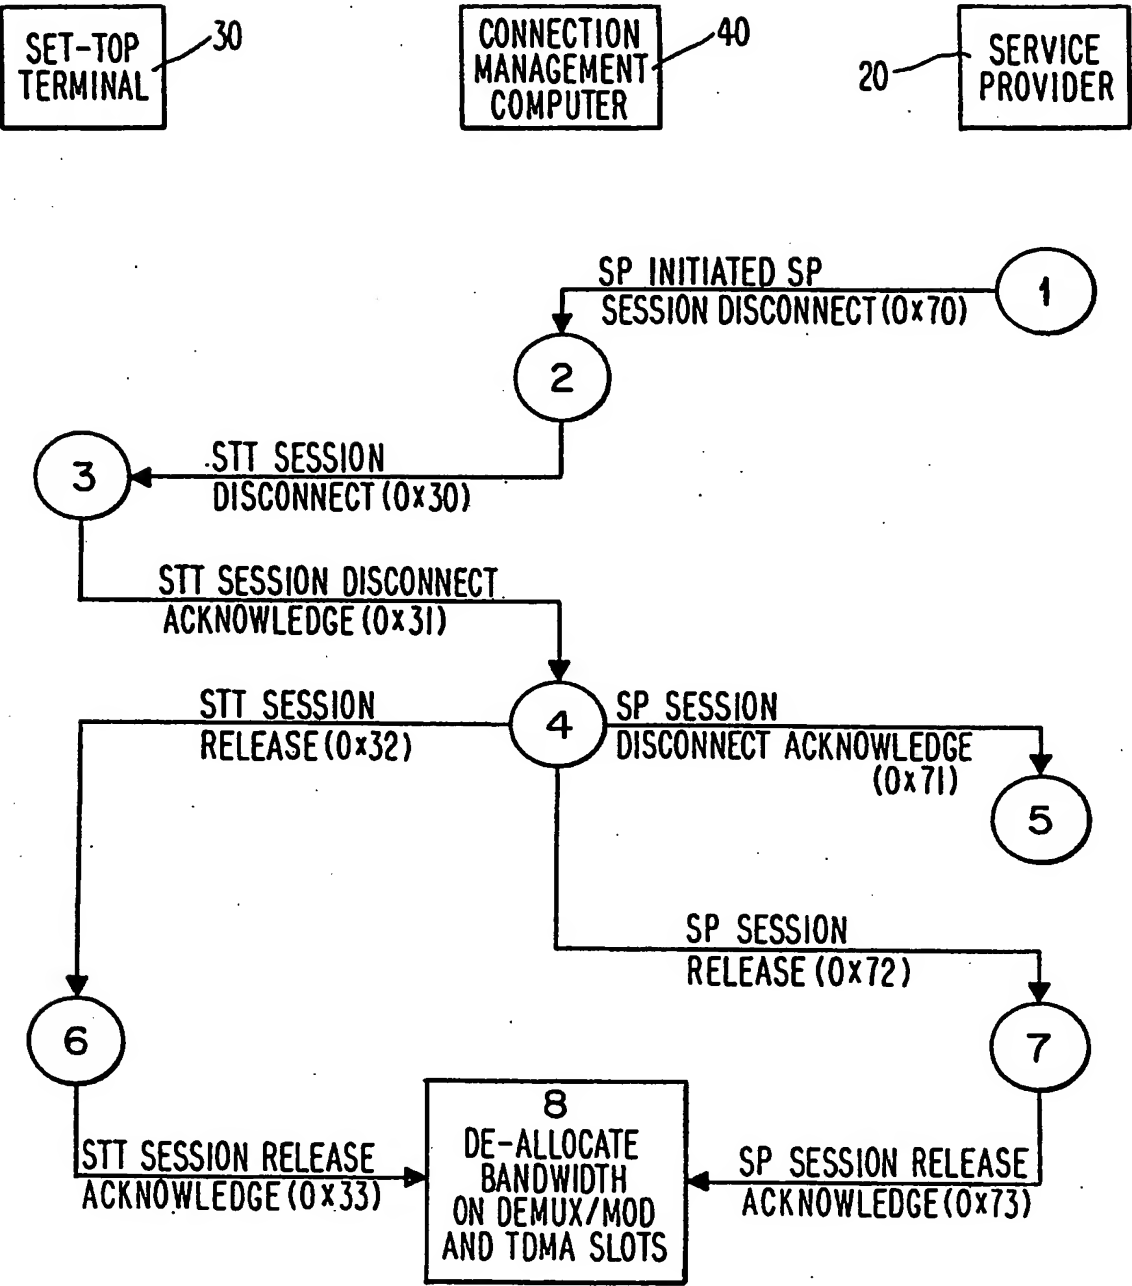 SET-TOP
TERMINAL
30
CONNECTION
MANAGEMENT
COMPUTER
40
20
SERVICE
PROVIDER
SP INITIATED SP
SESSION DISCONNECT (0x70)
1
2
STT SESSION
DISCONNECT (0x30)
3
STT SESSION DISCONNECT
ACKNOWLEDGE (0x31)
STT SESSION
RELEASE (0x32)
4
SP SESSION
DISCONNECT ACKNOWLEDGE
(0x71)
5
SP SESSION
RELEASE (0x72)
6
7
8
DE-ALLOCATE
BANDWIDTH
ON DEMUX/MOD
AND TDMA SLOTS
STT SESSION RELEASE
ACKNOWLEDGE (0x33)
SP SESSION RELEASE
ACKNOWLEDGE (0x73)